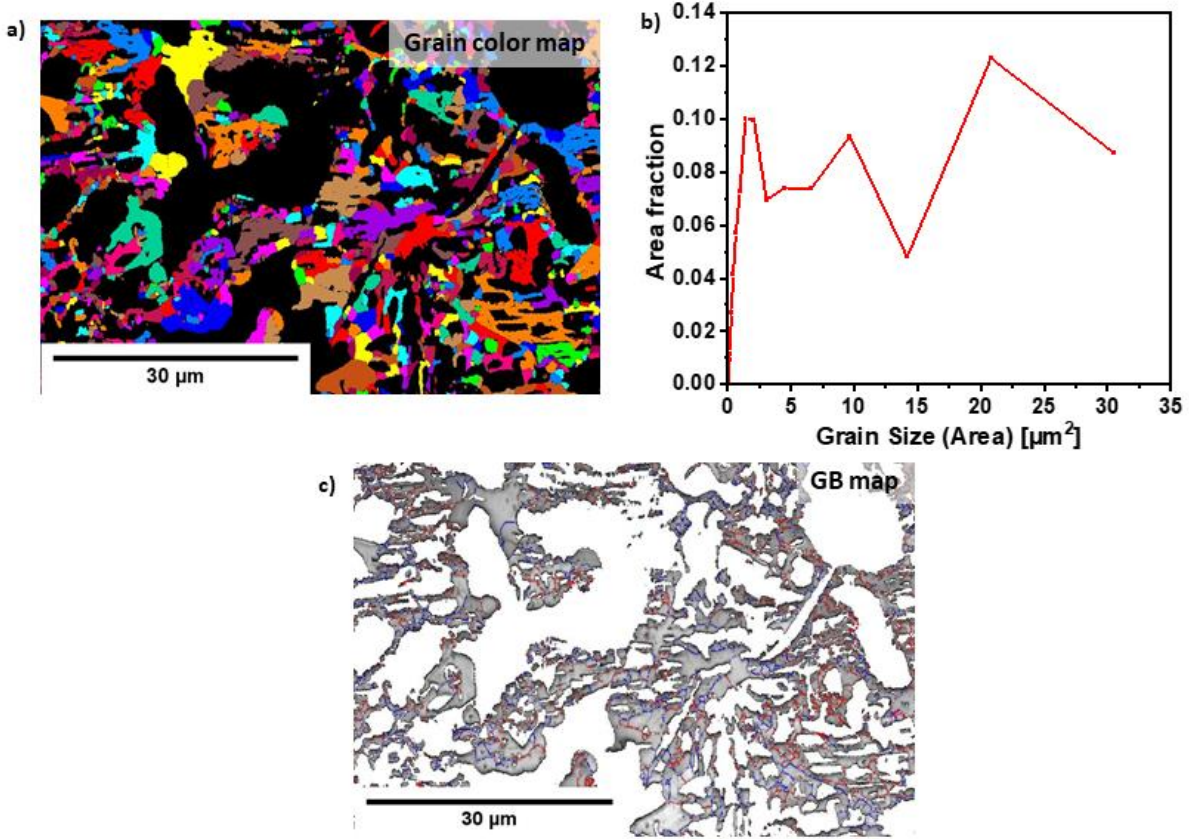 a)
Grain color map
30 µm
b)
0.14
0.12
0.10
0.08
0.06
0.04
0.02
0.00
Area fraction
0 5 10 15 20 25 30 35
Grain Size (Area) [µm²]
c)
GB map
30 µm